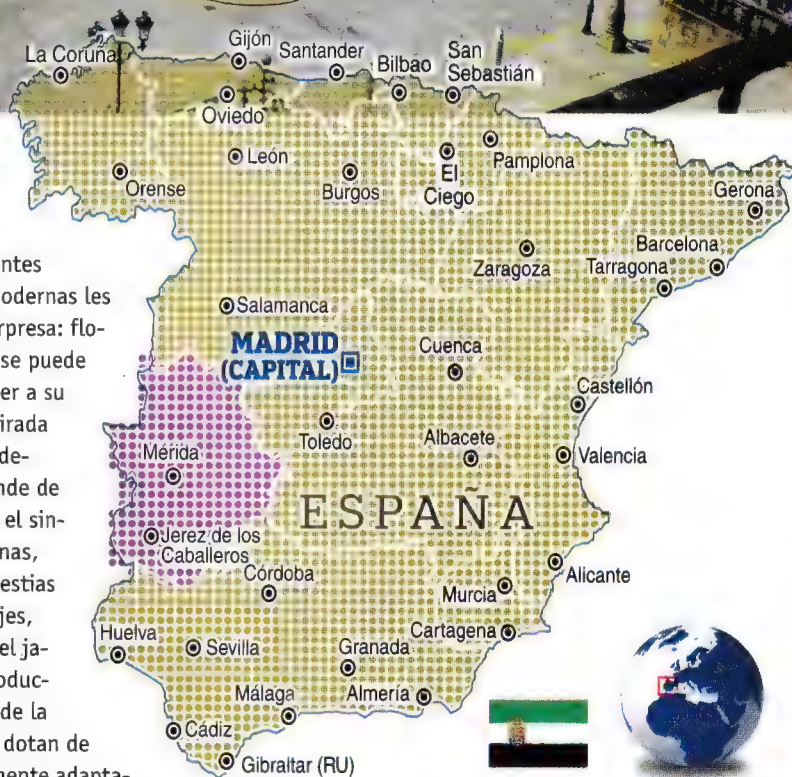 La Coruña
Gijón
Santander
Bilbao
San
Sebastián
Oviedo
León
Orense
Burgos
El
Ciego
Pamplona
Gerona
Zaragoza
Barcelona
Tarragona
Salamanca
MADRID
(CAPITAL)
Cuenca
Castellón
Toledo
Albacete
Valencia
Mérida
ESPAÑA
Jerez de los
Caballeros
Córdoba
Alicante
Murcia
Huelva
Sevilla
Granada
Cartagena
Málaga
Almería
Cádiz
Gibraltar (RU)
ntes
odernas les
rpresa: flo-
se puede
er a su
irada
de-
nde de
el sin-
nas,
estias
jes,
el ja-
oduc-
de la
dotan de
mente adapta-